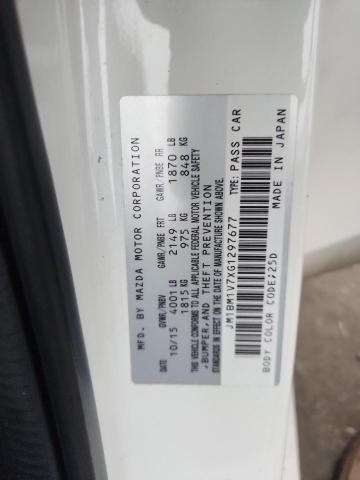 MFD. BY MAZDA MOTOR CORPORATION
DATE GVWR/PNBV GAWR/PNBE FRT GAWR/PNBE RR
10/15 4001 LB 2149 LB 1870 LB
1815 KG 975 KG 848 KG
THIS VEHICLE CONFORMS TO ALL APPLICABLE FEDERAL MOTOR VEHICLE SAFETY
,BUMPER,AND THEFT PREVENTION
STANDARDS IN EFFECT ON THE DATE OF MANUFACTURE SHOWN ABOVE.
JM1BM1V7XG1297677 TYPE: PASS CAR
BODY COLOR CODE:25D MADE IN JAPAN